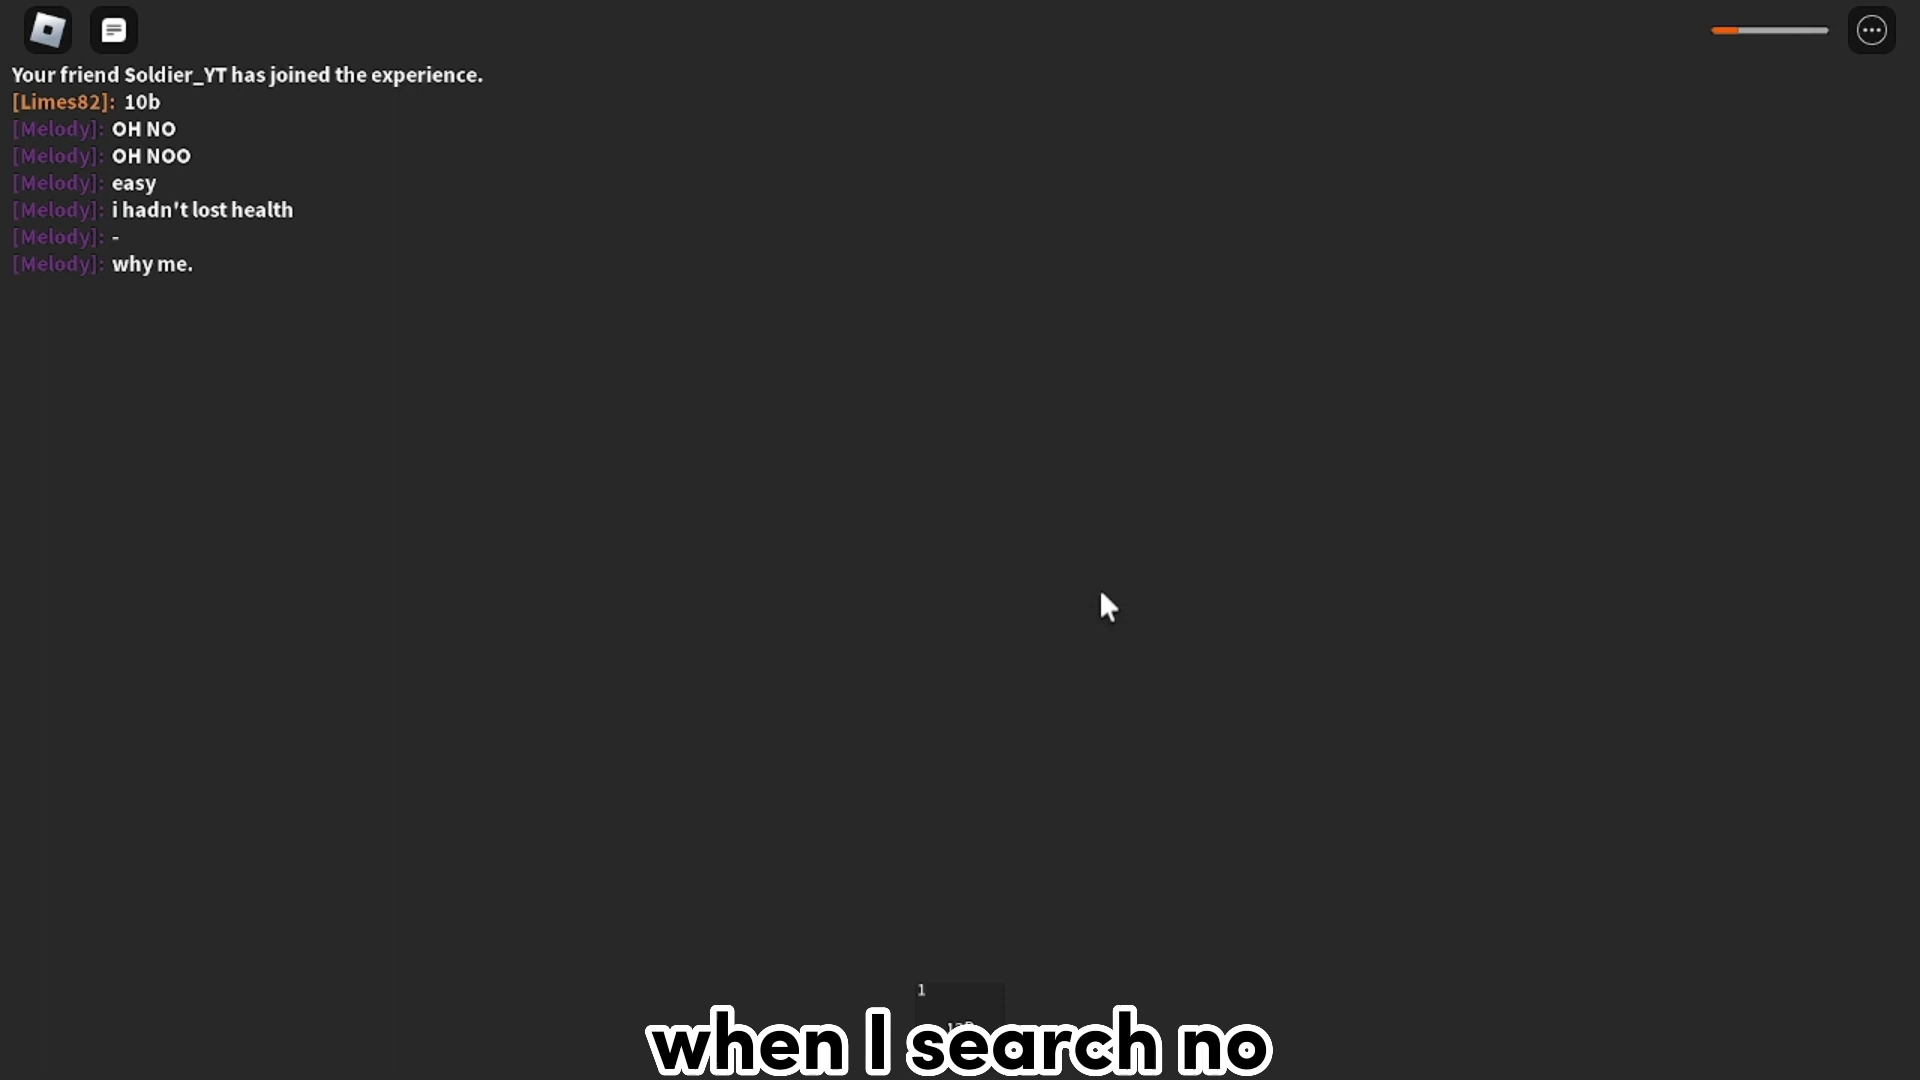 Your friend Soldier_YT has joined the experience.
[Limes82]: 10b
[Melody]: OH NO
[Melody]: OH NOO
[Melody]: easy
[Melody]: i hadn't lost health
[Melody]: -
[Melody]: why me.
1
when I search no